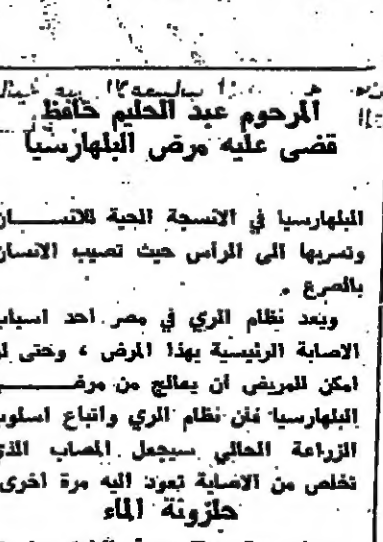 المرحوم عبد الحليم حافظ
قضى عليه مرض البلهارسيا
البلهارسيا في الانسجة الحية للانســـان
وتسربها الى الرأس حيث تصيب الانسان
بالصرع .
ويعد نظام الري في مصر احد اسباب
الاصابة الرئيسية بهذا المرض ، وحتى لو
امكن للمريض أن يعالج من مرض
البلهارسيا فان نظام الري واتباع اسلوب
الزراعة الحالي سيجعل المصاب الذي
تخلص من الاصابة تعود اليه مرة اخرى
حلزونة الماء